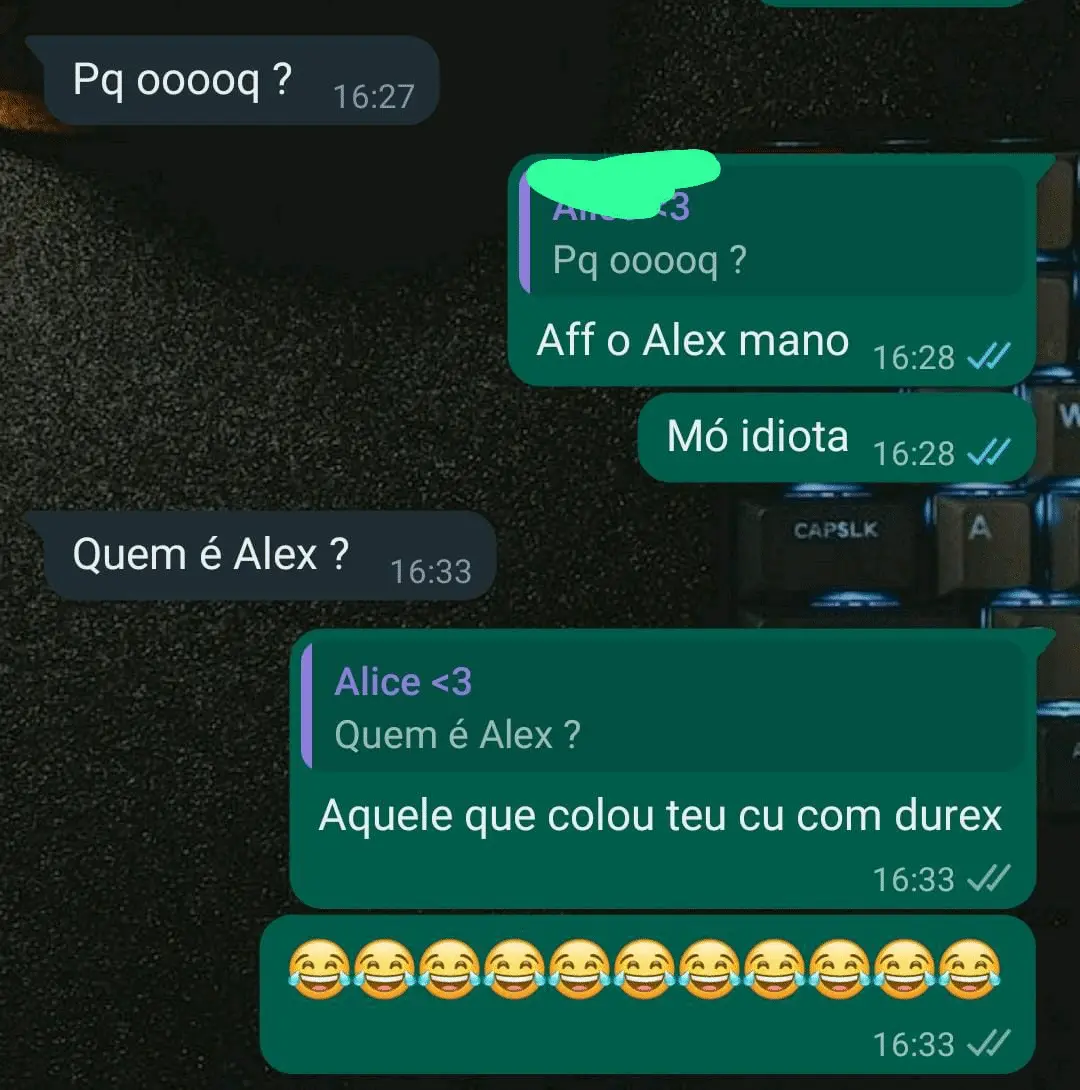 Pq ooooq ?
16:27
<3
Pq ooooq ?
Aff o Alex mano
16:28
Mó idiota
16:28
W
CAPSLK
A
Quem é Alex ?
16:33
Alice <3
Quem é Alex ?
Aquele que colou teu cu com durex
16:33
😂😂😂😂😂😂😂😂😂😂😂
16:33